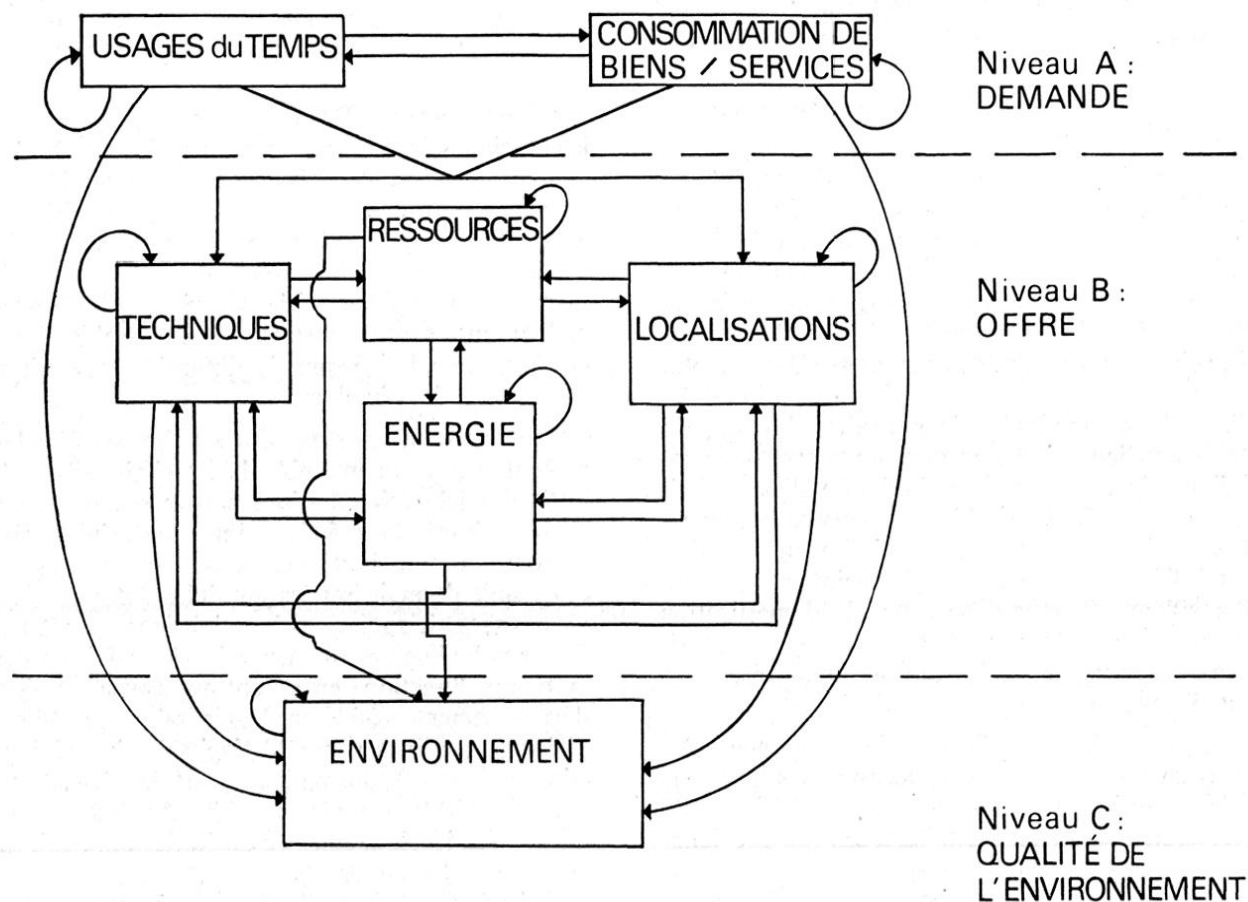 USAGES du TEMPS
CONSOMMATION DE
BIENS / SERVICES
Niveau A :
DEMANDE
RESSOURCES
TECHNIQUES
LOCALISATIONS
Niveau B :
OFFRE
ENERGIE
ENVIRONNEMENT
Niveau C :
QUALITÉ DE
L'ENVIRONNEMENT